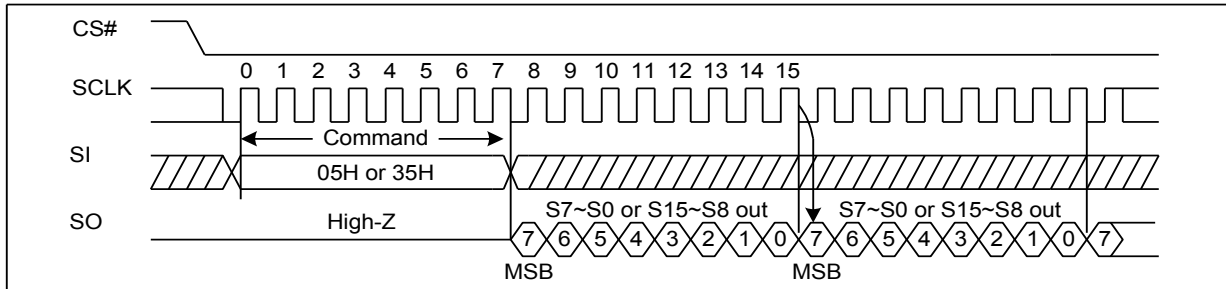 CS#
0 1 2 3 4 5 6 7 8 9 10 11 12 13 14 15
SCLK
Command
SI
05H or 35H
S7~S0 or S15~S8 out S7~S0 or S15~S8 out
SO
High-Z
7 6 5 4 3 2 1 0 7 6 5 4 3 2 1 0 7
MSB MSB